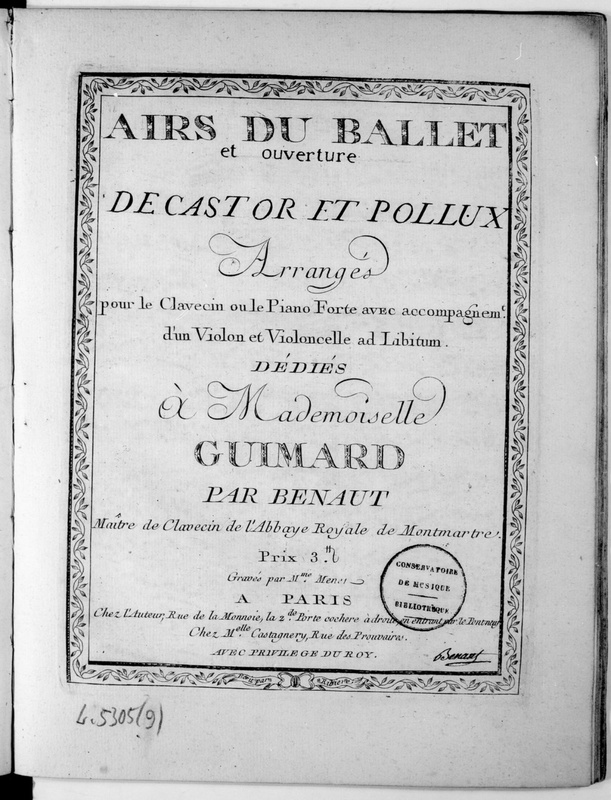 AIRS DU BALLET
et ouverture
DE CASTOR ET POLLUX
Arrangés
pour le Clavecin ou le Piano Forte avec accompagnem.t
d'un Violon et Violoncelle ad Libitum.
DÉDIÉS
à Mademoiselle
GUIMARD
PAR BENAUT
Maître de Clavecin de l'Abbaye Royale de Montmartre.
Prix 3.tt
Gravés par M.me Menet
A PARIS
Chez l'Auteur, Rue de la Monnoie, la 2.de Porte cochere à droite en entrant par le Pont neuf
Chez M.elle Castagnery, Rue des Prouvaires.
AVEC PRIVILEGE DU ROY.
Benaut
CONSERVATOIRE
DE MUSIQUE
BIBLIOTHÈQUE
Ribiere
4.5305(9)